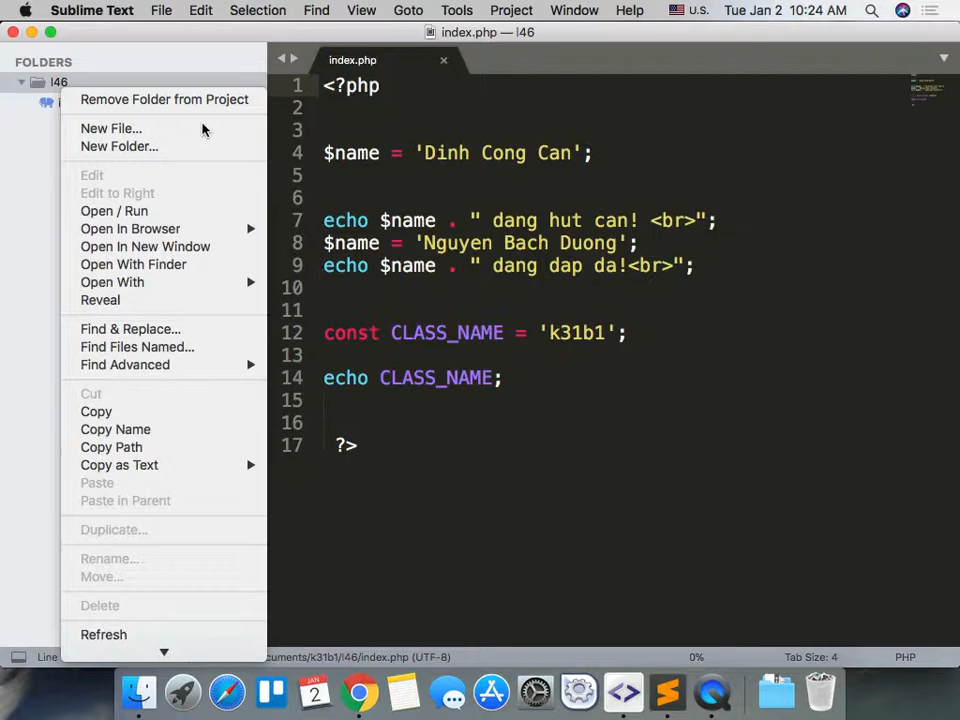 Sublime Text File Edit Selection Find View Goto Tools Project Window Help U.S. Tue Jan 2 10:24 AM
index.php — l46
FOLDERS
l46
index.php
Remove Folder from Project
New File...
New Folder...
Edit
Edit to Right
Open / Run
Open In Browser
Open In New Window
Open With Finder
Open With
Reveal
Find & Replace...
Find Files Named...
Find Advanced
Cut
Copy
Copy Name
Copy Path
Copy as Text
Paste
Paste in Parent
Duplicate...
Rename...
Move...
Delete
Refresh
1 <?php
2
3
4 $name = 'Dinh Cong Can';
5
6
7 echo $name . " dang hut can! <br>";
8 $name = 'Nguyen Bach Duong';
9 echo $name . " dang dap da!<br>";
10
11
12 const CLASS_NAME = 'k31b1';
13
14 echo CLASS_NAME;
15
16
17 ?>
Line cuments/k31b1/l46/index.php (UTF-8) 0% Tab Size: 4 PHP
JAN
2